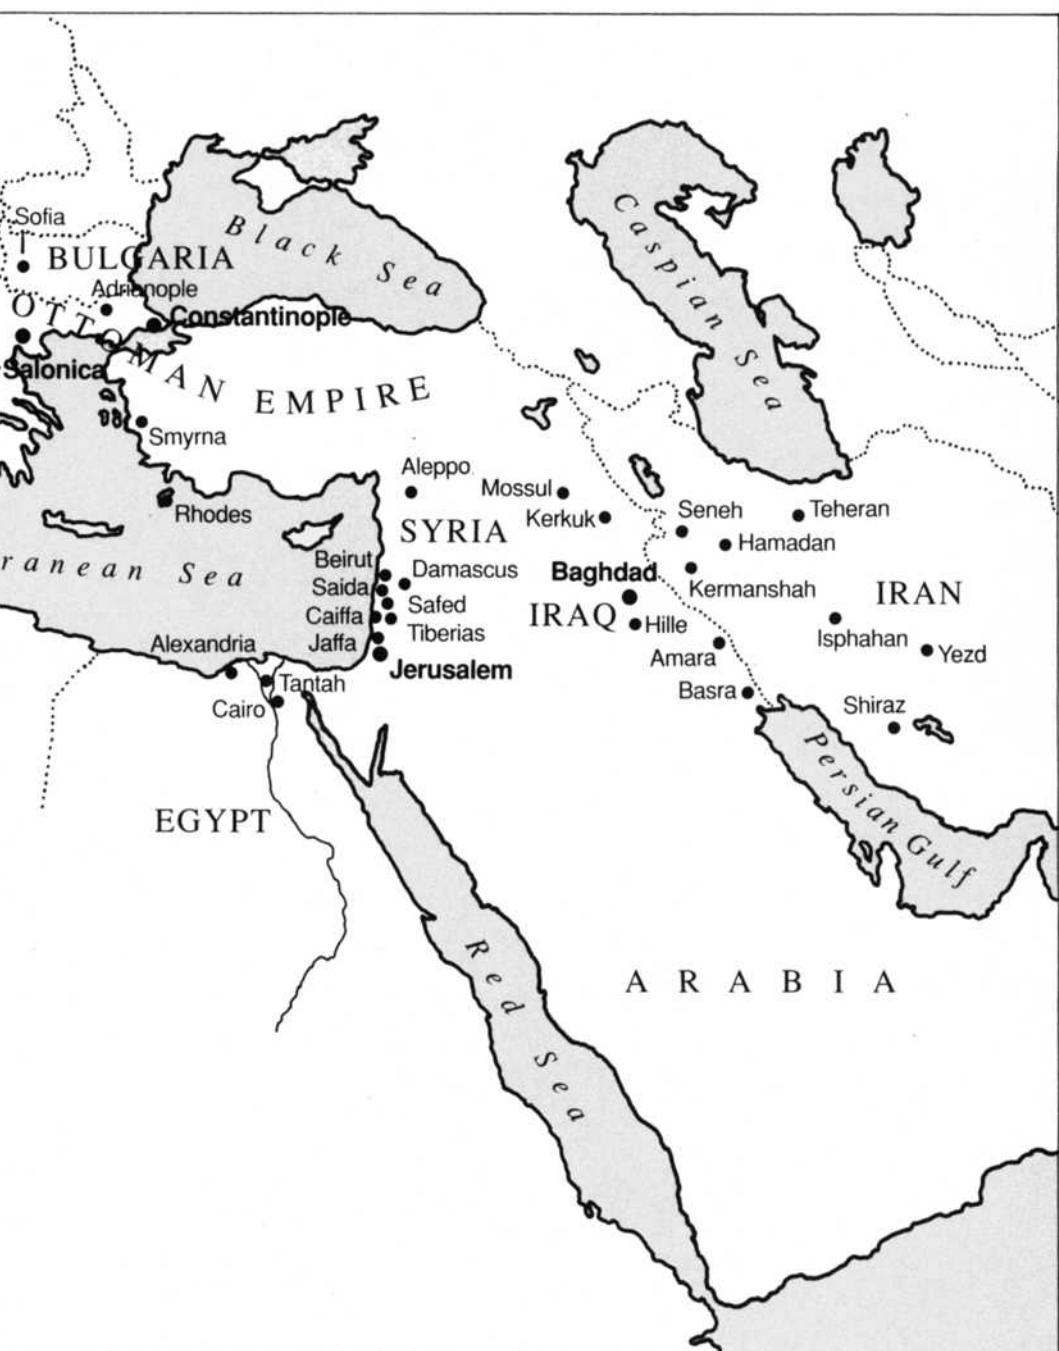 Sofia
BULGARIA
Adrianople
Constantinople
OTTOMAN EMPIRE
Salonica
Smyrna
Rhodes
ranean Sea
Black Sea
Caspian Sea
Aleppo
SYRIA
Mossul
Kerkuk
Seneh
Teheran
Hamadan
Kermanshah
Beirut
Damascus
Saida
Safed
Caiffa
Tiberias
Jaffa
Jerusalem
Baghdad
IRAQ
Hille
Amara
Basra
IRAN
Isphahan
Yezd
Shiraz
Alexandria
Tantah
Cairo
EGYPT
Persian Gulf
Red Sea
ARABIA